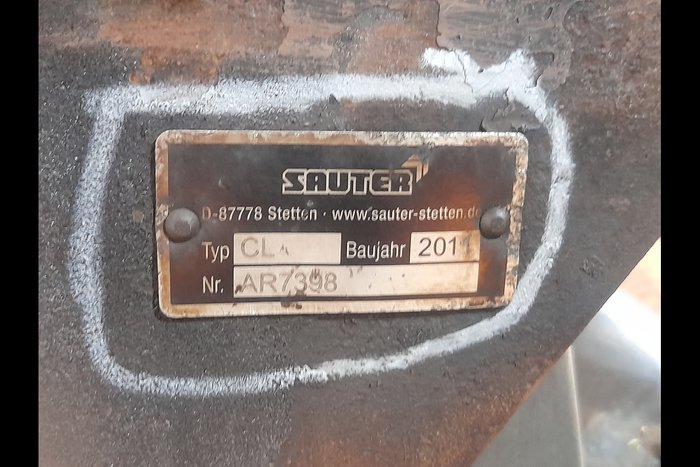 SAUTER
D-87778 Stetten · www.sauter-stetten.de
Typ CL Baujahr 2011
Nr. AR7398